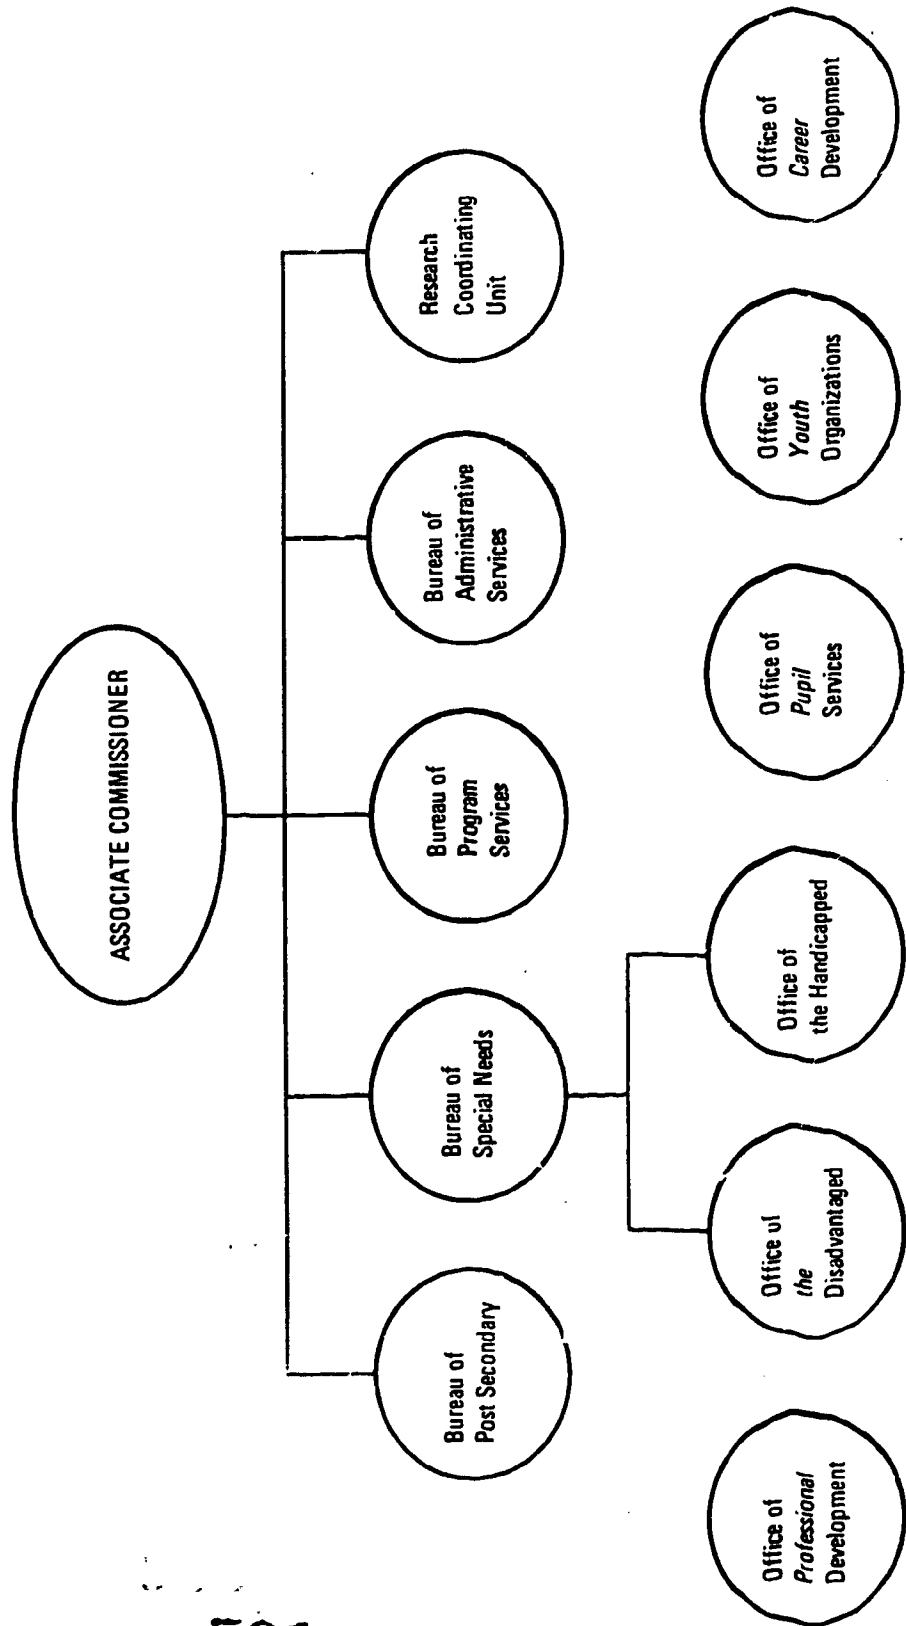 ASSOCIATE COMMISSIONER
Bureau of
Post Secondary
Bureau of
Special Needs
Bureau of
Program
Services
Bureau of
Administrative
Services
Research
Coordinating
Unit
Office of
Professional
Development
Office of
the
Disadvantaged
Office of
the Handicapped
Office of
Pupil
Services
Office of
Youth
Organizations
Office of
Career
Development